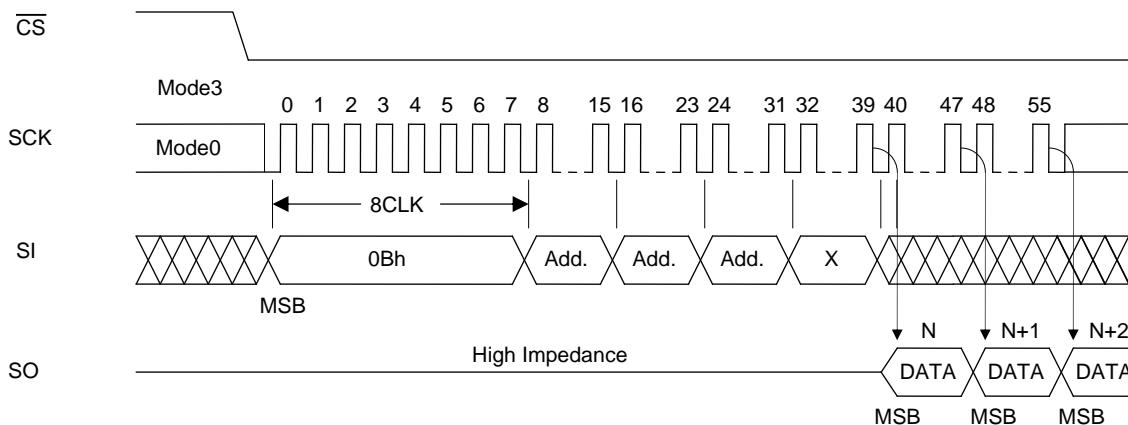 CS
Mode3
0 1 2 3 4 5 6 7 8 15 16 23 24 31 32 39 40 47 48 55
SCK
Mode0
8CLK
SI
0Bh Add. Add. Add. X
MSB
N N+1 N+2
High Impedance
SO
DATA DATA DATA
MSB MSB MSB